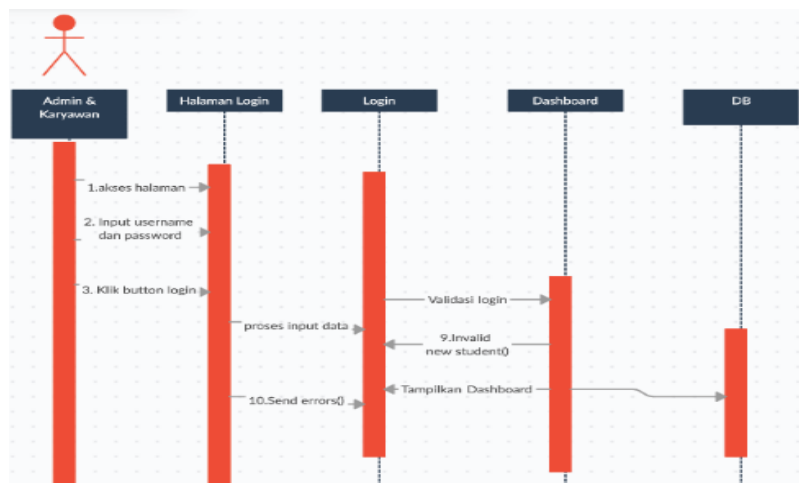 Admin &
Karyawan
Halaman Login
Login
Dashboard
DB
1.akses halaman
2. Input username
dan password
3. Klik button login
Validasi login
proses input data
9.Invalid
new student()
Tampilkan Dashboard
10.Send errors()